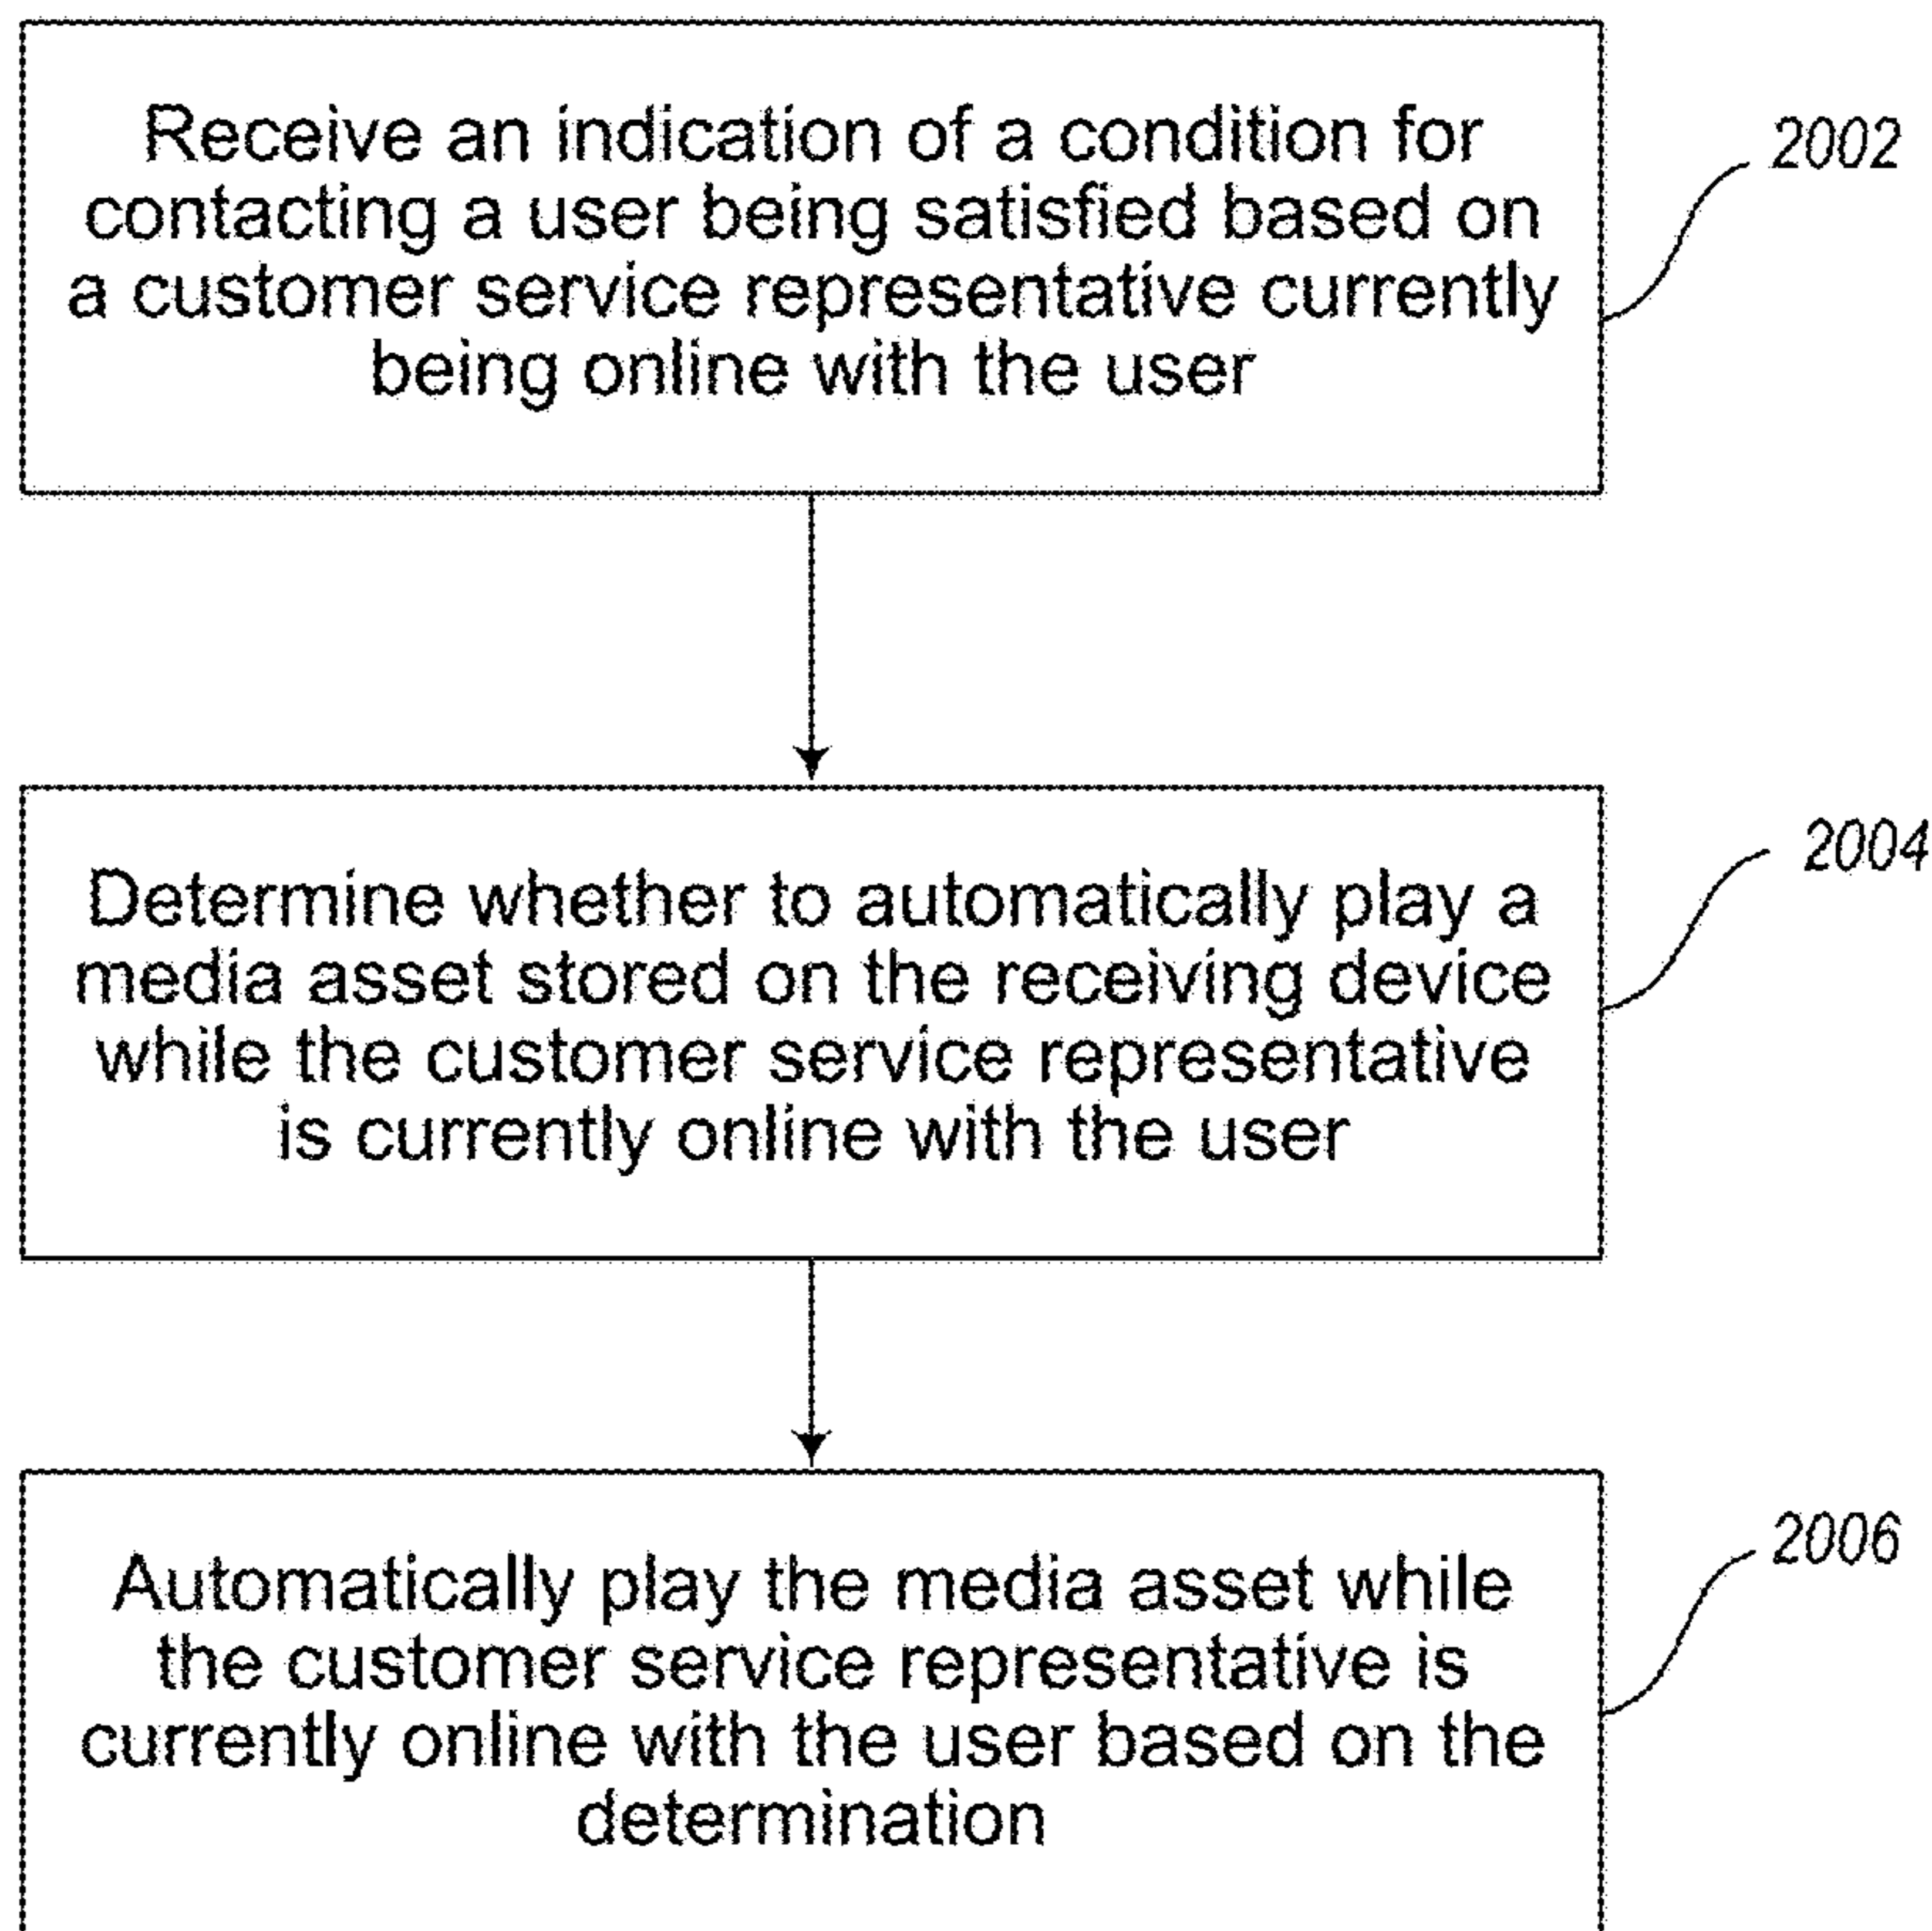 Receive an indication of a condition for
contacting a user being satisfied based on
a customer service representative currently
being online with the user
2002
Determine whether to automatically play a
media asset stored on the receiving device
while the customer service representative
is currently online with the user
2004
Automatically play the media asset while
the customer service representative is
currently online with the user based on the
determination
2006